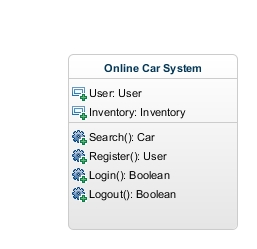 Online Car System
User: User
Inventory: Inventory
Search(): Car
Register(): User
Login(): Boolean
Logout(): Boolean